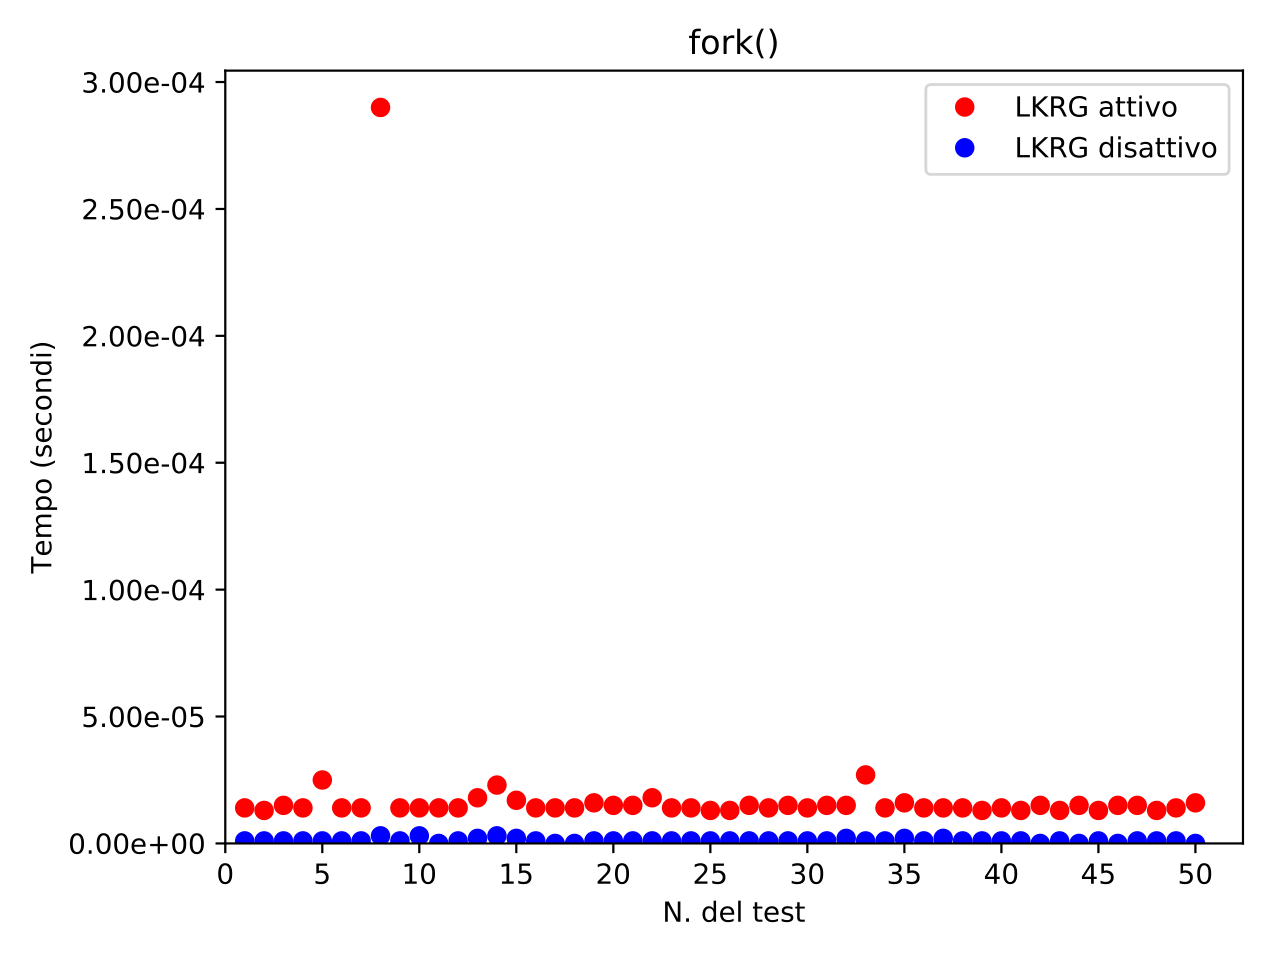 fork()
LKRG attivo
LKRG disattivo
3.00e-04
2.50e-04
2.00e-04
1.50e-04
1.00e-04
5.00e-05
0.00e+00
Tempo (secondi)
0 5 10 15 20 25 30 35 40 45 50
N. del test